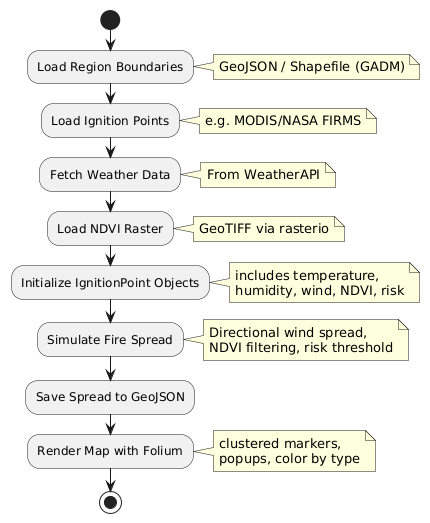 Load Region Boundaries
GeoJSON / Shapefile (GADM)
Load Ignition Points
e.g. MODIS/NASA FIRMS
Fetch Weather Data
From WeatherAPI
Load NDVI Raster
GeoTIFF via rasterio
Initialize IgnitionPoint Objects
includes temperature,
humidity, wind, NDVI, risk
Simulate Fire Spread
Directional wind spread,
NDVI filtering, risk threshold
Save Spread to GeoJSON
Render Map with Folium
clustered markers,
popups, color by type